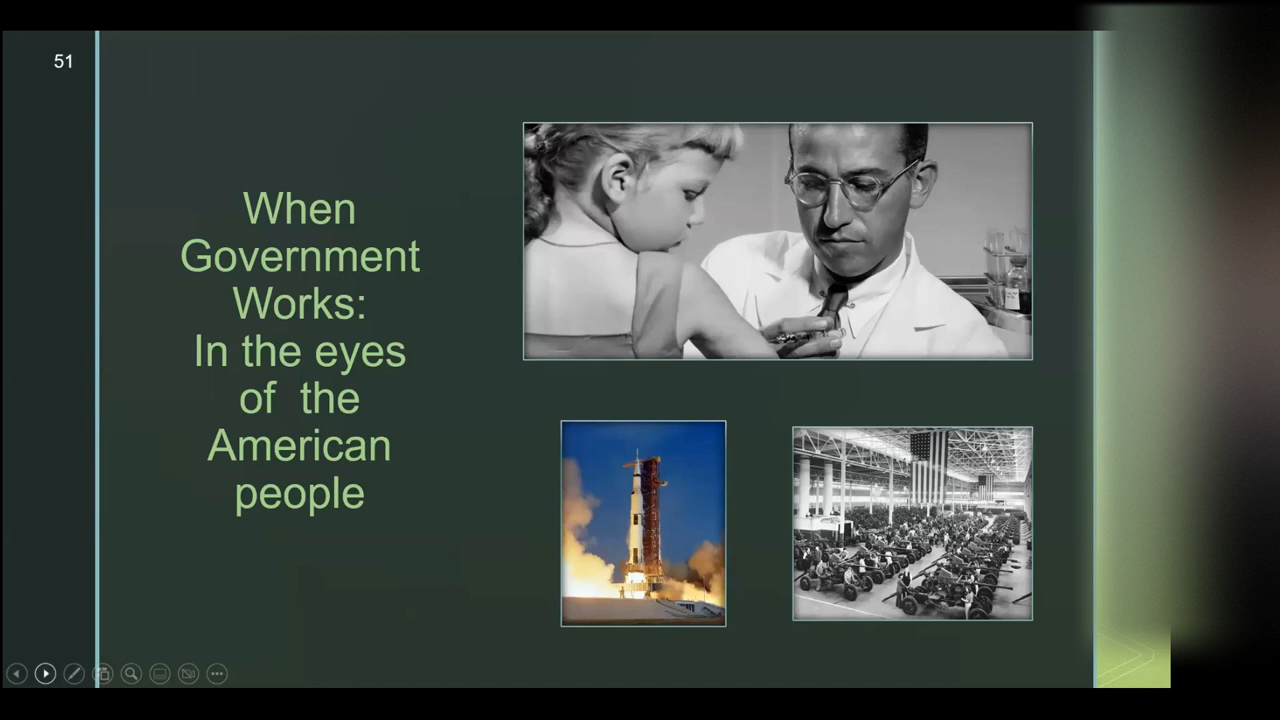 51
When
Government
Works:
In the eyes
of the
American
people